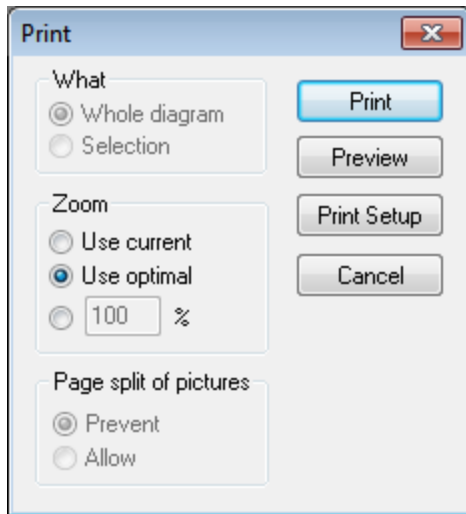 Print
What
Whole diagram
Selection
Zoom
Use current
Use optimal
100 %
Page split of pictures
Prevent
Allow
Print
Preview
Print Setup
Cancel